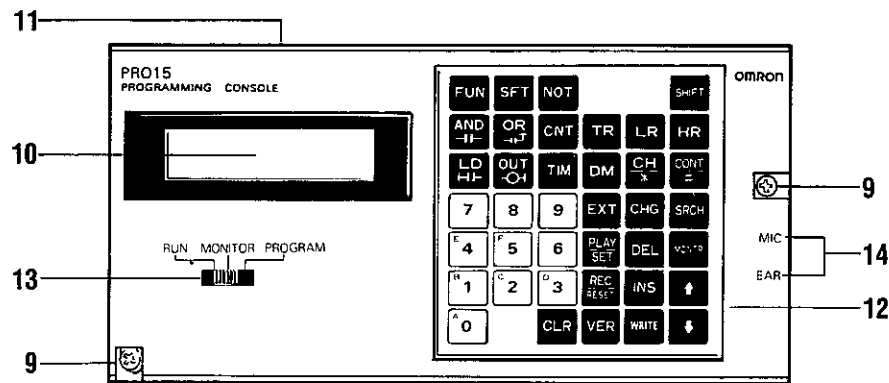 11
PRO15
PROGRAMMING CONSOLE
OMRON
FUN SFT NOT SHIFT
AND OR CNT TR LR HR
LD OUT TIM DM CH * CONT #
10
7 8 9 EXT CHG SRCH
9
E 4 F 5 6 PLAY SET DEL MONTR
RUN MONITOR PROGRAM
MIC
14
EAR
13
B 1 C 2 D 3 REC RESET INS ↑
12
A 0 CLR VER WRITE ↓
9